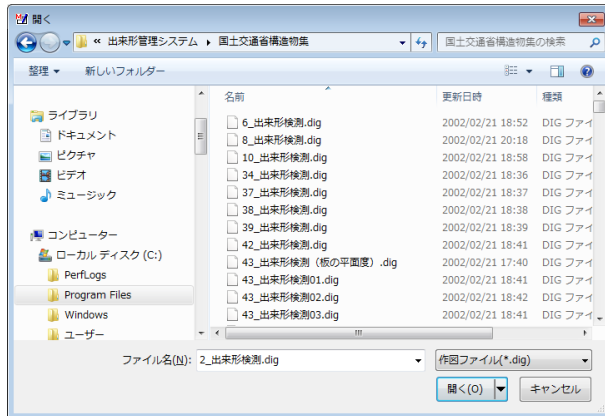 開く
« 出来形管理システム ▸ 国土交通省構造物集
国土交通省構造物集の検索
整理 ▼ 新しいフォルダー
名前 更新日時 種類
ライブラリ
ドキュメント
ピクチャ
ビデオ
ミュージック
コンピューター
ローカル ディスク (C:)
PerfLogs
Program Files
Windows
ユーザー
6_出来形検測.dig 2002/02/21 18:52 DIG ファイ
8_出来形検測.dig 2002/02/21 20:18 DIG ファイ
10_出来形検測.dig 2002/02/21 18:58 DIG ファイ
34_出来形検測.dig 2002/02/21 18:36 DIG ファイ
37_出来形検測.dig 2002/02/21 18:37 DIG ファイ
38_出来形検測.dig 2002/02/21 18:38 DIG ファイ
39_出来形検測.dig 2002/02/21 18:39 DIG ファイ
42_出来形検測.dig 2002/02/21 18:41 DIG ファイ
43_出来形検測（板の平面度）.dig 2002/02/21 17:40 DIG ファイ
43_出来形検測01.dig 2002/02/21 18:41 DIG ファイ
43_出来形検測02.dig 2002/02/21 18:42 DIG ファイ
43_出来形検測03.dig 2002/02/21 18:41 DIG ファイ
ファイル名(N): 2_出来形検測.dig 作図ファイル(*.dig)
開く(O) キャンセル